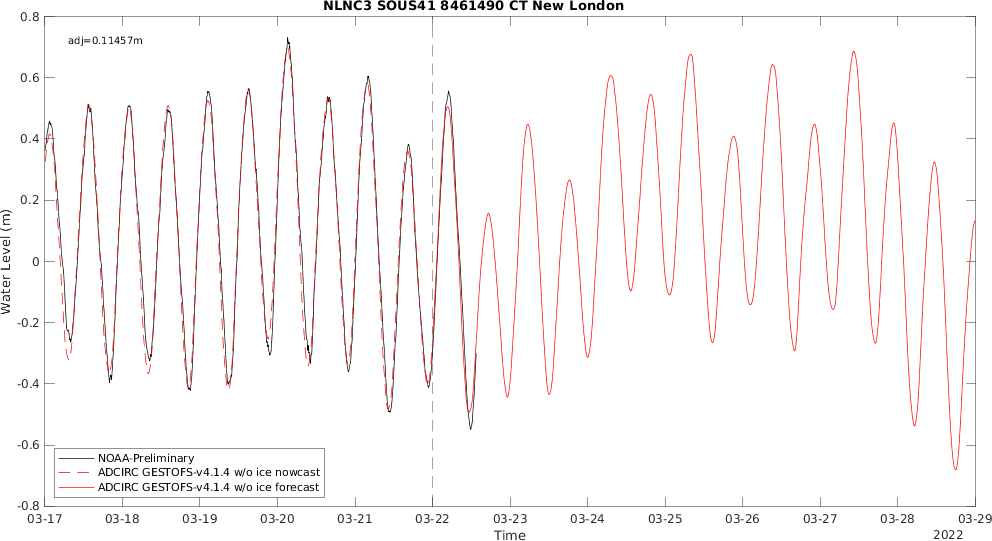 NLNC3 SOUS41 8461490 CT New London
adj=0.11457m
0.8
0.6
0.4
0.2
0
-0.2
-0.4
-0.6
-0.8
Water Level (m)
NOAA-Preliminary
ADCIRC GESTOFS-v4.1.4 w/o ice nowcast
ADCIRC GESTOFS-v4.1.4 w/o ice forecast
03-17 03-18 03-19 03-20 03-21 03-22 03-23 03-24 03-25 03-26 03-27 03-28 03-29
Time
2022